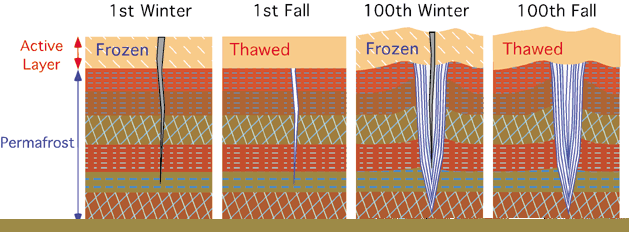 1st Winter
1st Fall
100th Winter
100th Fall
Active
Layer
Frozen
Thawed
Frozen
Thawed
Permafrost